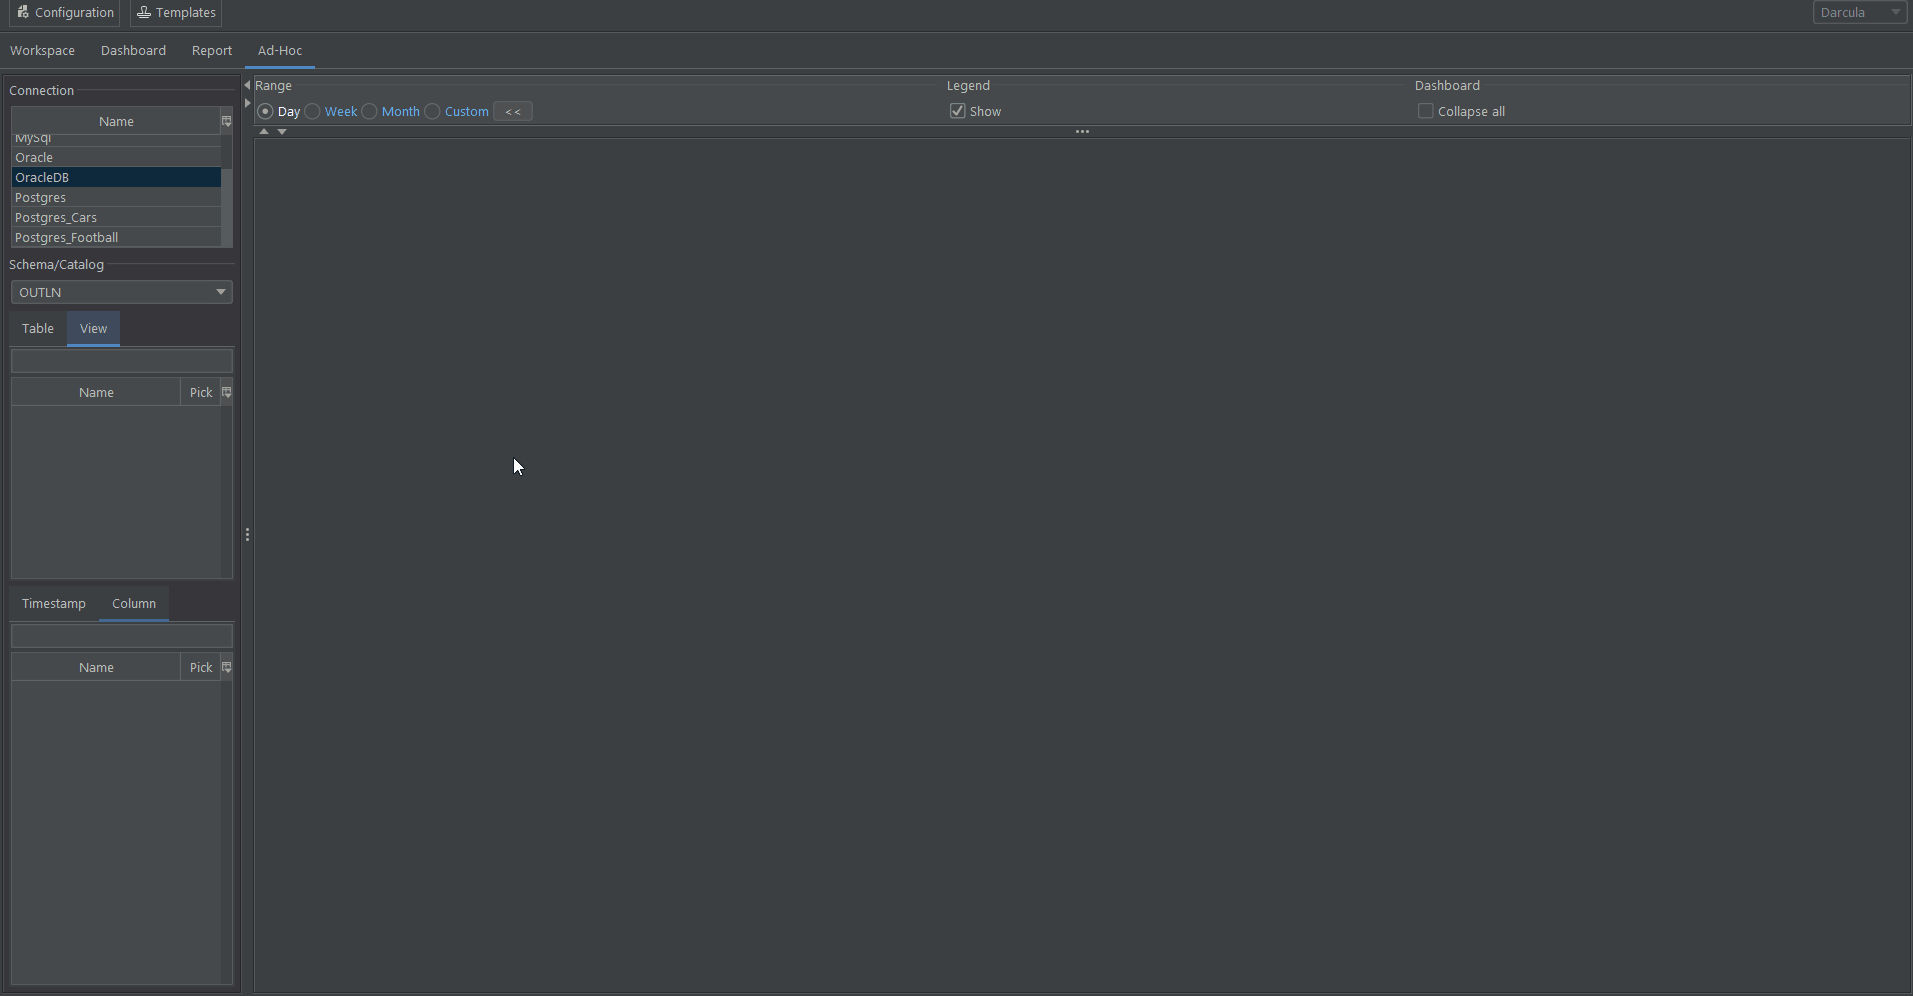 Configuration Templates Darcula
Workspace Dashboard Report Ad-Hoc
Connection
Name
MySql
Oracle
OracleDB
Postgres
Postgres_Cars
Postgres_Football
Schema/Catalog
OUTLN
Table View
Name Pick
Timestamp Column
Name Pick
Range Legend Dashboard
Day Week Month Custom << Show Collapse all